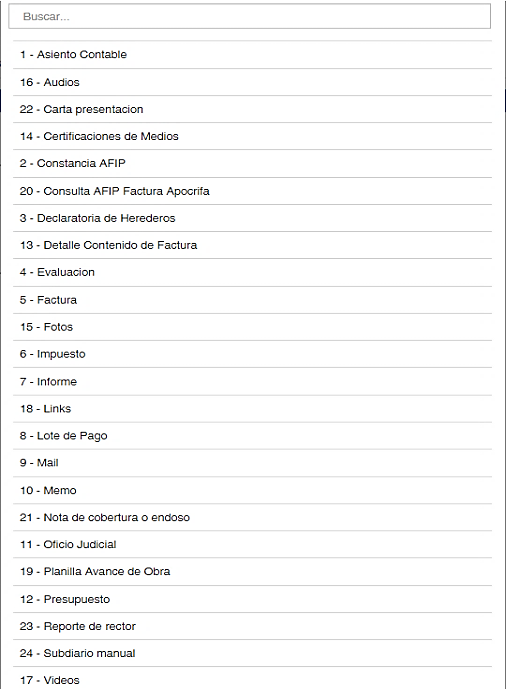 Buscar...
1 - Asiento Contable
16 - Audios
22 - Carta presentacion
14 - Certificaciones de Medios
2 - Constancia AFIP
20 - Consulta AFIP Factura Apocrifa
3 - Declaratoria de Herederos
13 - Detalle Contenido de Factura
4 - Evaluacion
5 - Factura
15 - Fotos
6 - Impuesto
7 - Informe
18 - Links
8 - Lote de Pago
9 - Mail
10 - Memo
21 - Nota de cobertura o endoso
11 - Oficio Judicial
19 - Planilla Avance de Obra
12 - Presupuesto
23 - Reporte de rector
24 - Subdiario manual
17 - Videos